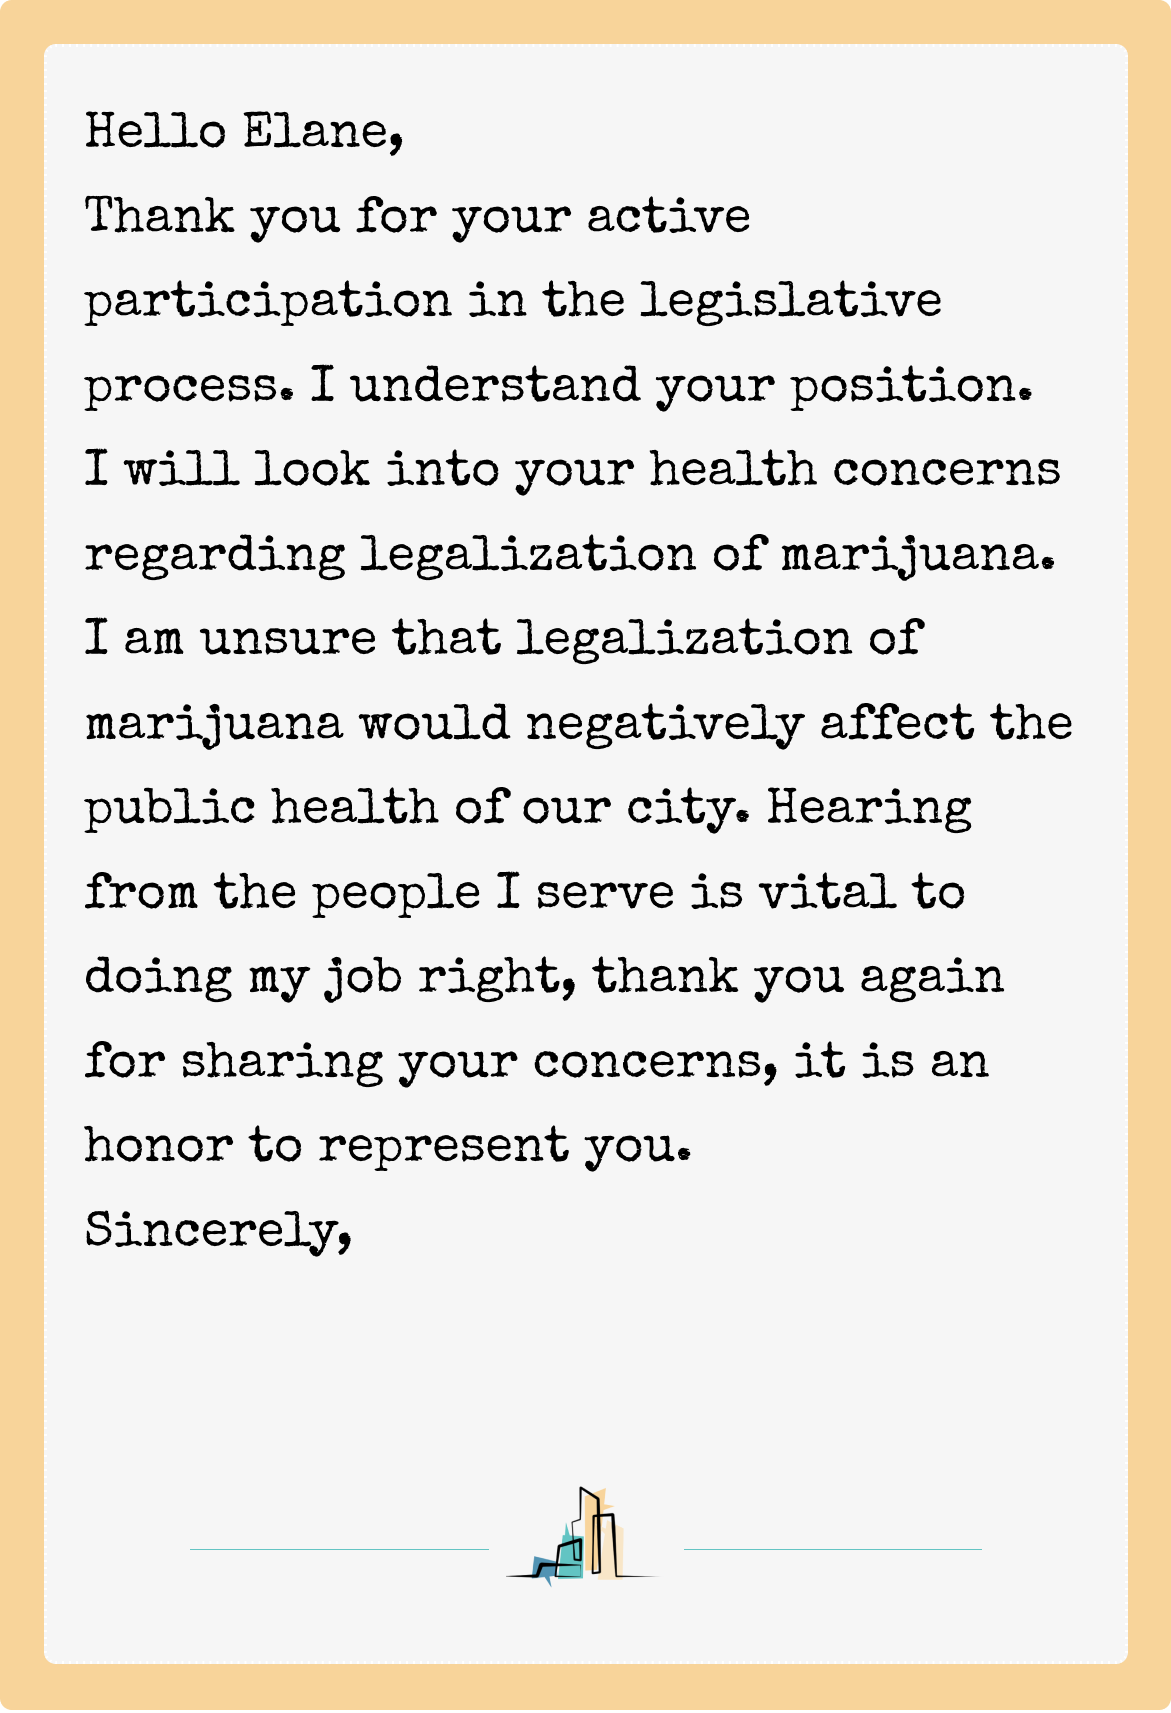 Hello Elane,
Thank you for your active
participation in the legislative
process. I understand your position.
I will look into your health concerns
regarding legalization of marijuana.
I am unsure that legalization of
marijuana would negatively affect the
public health of our city. Hearing
from the people I serve is vital to
doing my job right, thank you again
for sharing your concerns, it is an
honor to represent you.
Sincerely,